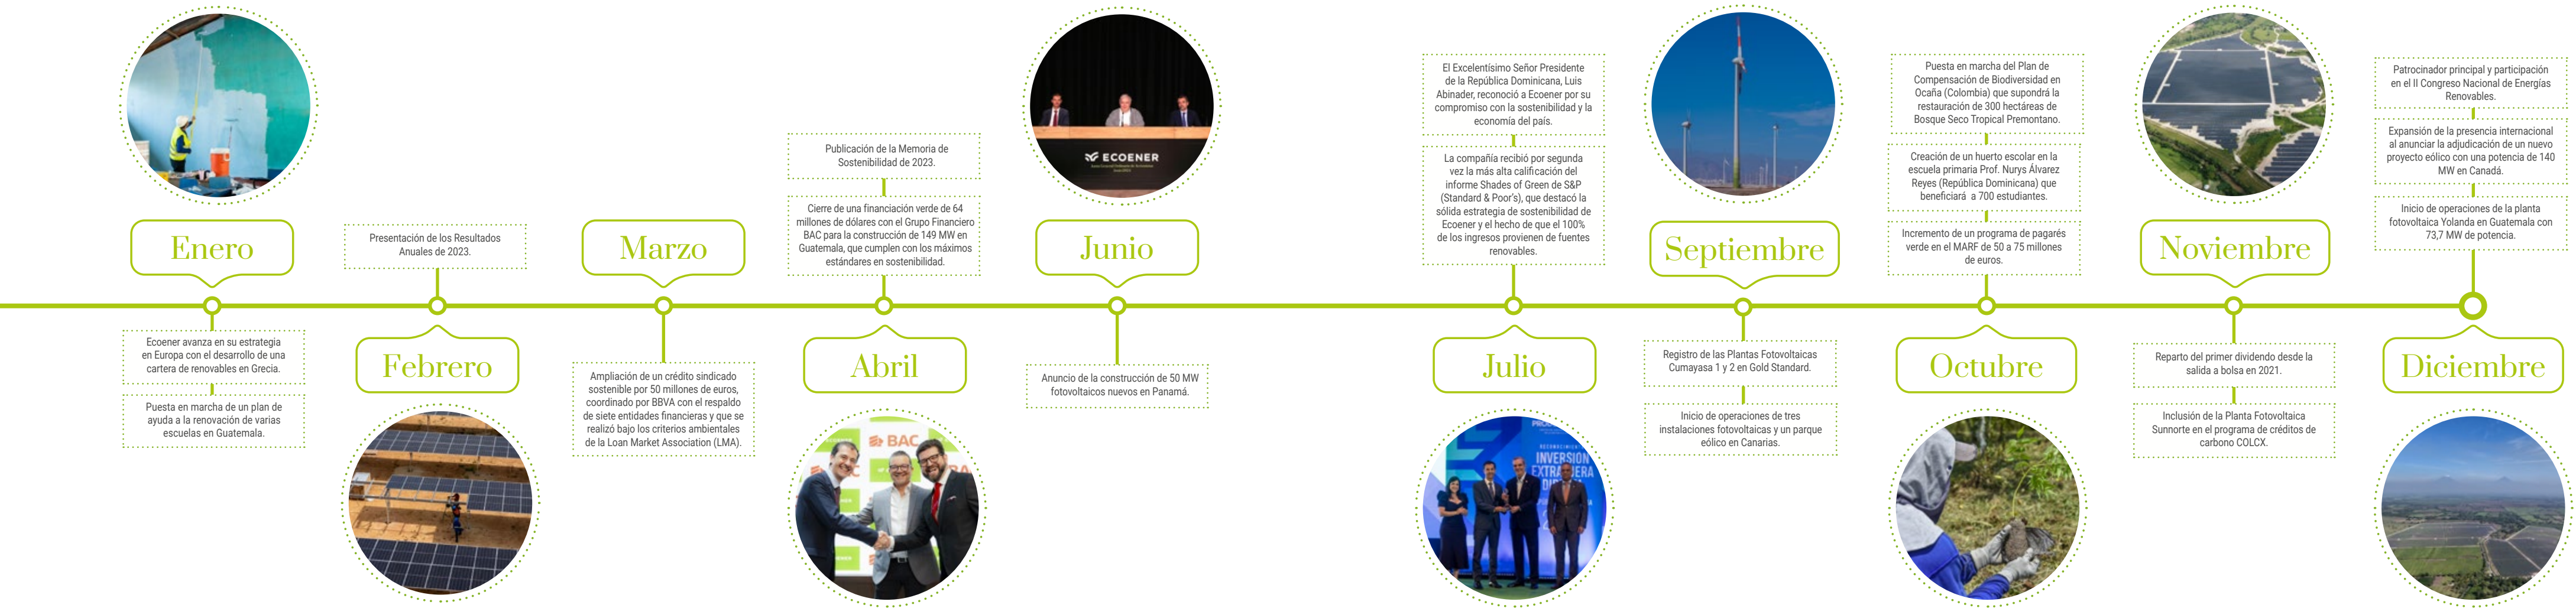 Enero
Ecoener avanza en su estrategia
en Europa con el desarrollo de una
cartera de renovables en Grecia.
Puesta en marcha de un plan de
ayuda a la renovación de varias
escuelas en Guatemala.
Presentación de los Resultados
Anuales de 2023.
Febrero
Marzo
Ampliación de un crédito sindicado
sostenible por 50 millones de euros,
coordinado por BBVA con el respaldo
de siete entidades financieras y que se
realizó bajo los criterios ambientales
de la Loan Market Association (LMA).
Publicación de la Memoria de
Sostenibilidad de 2023.
Cierre de una financiación verde de 64
millones de dólares con el Grupo Financiero
BAC para la construcción de 149 MW en
Guatemala, que cumplen con los máximos
estándares en sostenibilidad.
Abril
BAC
ECOENER
Junio
Anuncio de la construcción de 50 MW
fotovoltaicos nuevos en Panamá.
El Excelentísimo Señor Presidente
de la República Dominicana, Luis
Abinader, reconoció a Ecoener por su
compromiso con la sostenibilidad y la
economía del país.
La compañía recibió por segunda
vez la más alta calificación del
informe Shades of Green de S&P
(Standard & Poor's), que destacó la
sólida estrategia de sostenibilidad de
Ecoener y el hecho de que el 100%
de los ingresos provienen de fuentes
renovables.
Julio
RECONOCIMIENTO
INVERSION
EXTRANJERA
Septiembre
Registro de las Plantas Fotovoltaicas
Cumayasa 1 y 2 en Gold Standard.
Inicio de operaciones de tres
instalaciones fotovoltaicas y un parque
eólico en Canarias.
Puesta en marcha del Plan de
Compensación de Biodiversidad en
Ocaña (Colombia) que supondrá la
restauración de 300 hectáreas de
Bosque Seco Tropical Premontano.
Creación de un huerto escolar en la
escuela primaria Prof. Nurys Álvarez
Reyes (República Dominicana) que
beneficiará a 700 estudiantes.
Incremento de un programa de pagarés
verde en el MARF de 50 a 75 millones
de euros.
Octubre
Noviembre
Reparto del primer dividendo desde la
salida a bolsa en 2021.
Inclusión de la Planta Fotovoltaica
Sunnorte en el programa de créditos de
carbono COLCX.
Patrocinador principal y participación
en el II Congreso Nacional de Energías
Renovables.
Expansión de la presencia internacional
al anunciar la adjudicación de un nuevo
proyecto eólico con una potencia de 140
MW en Canadá.
Inicio de operaciones de la planta
fotovoltaica Yolanda en Guatemala con
73,7 MW de potencia.
Diciembre